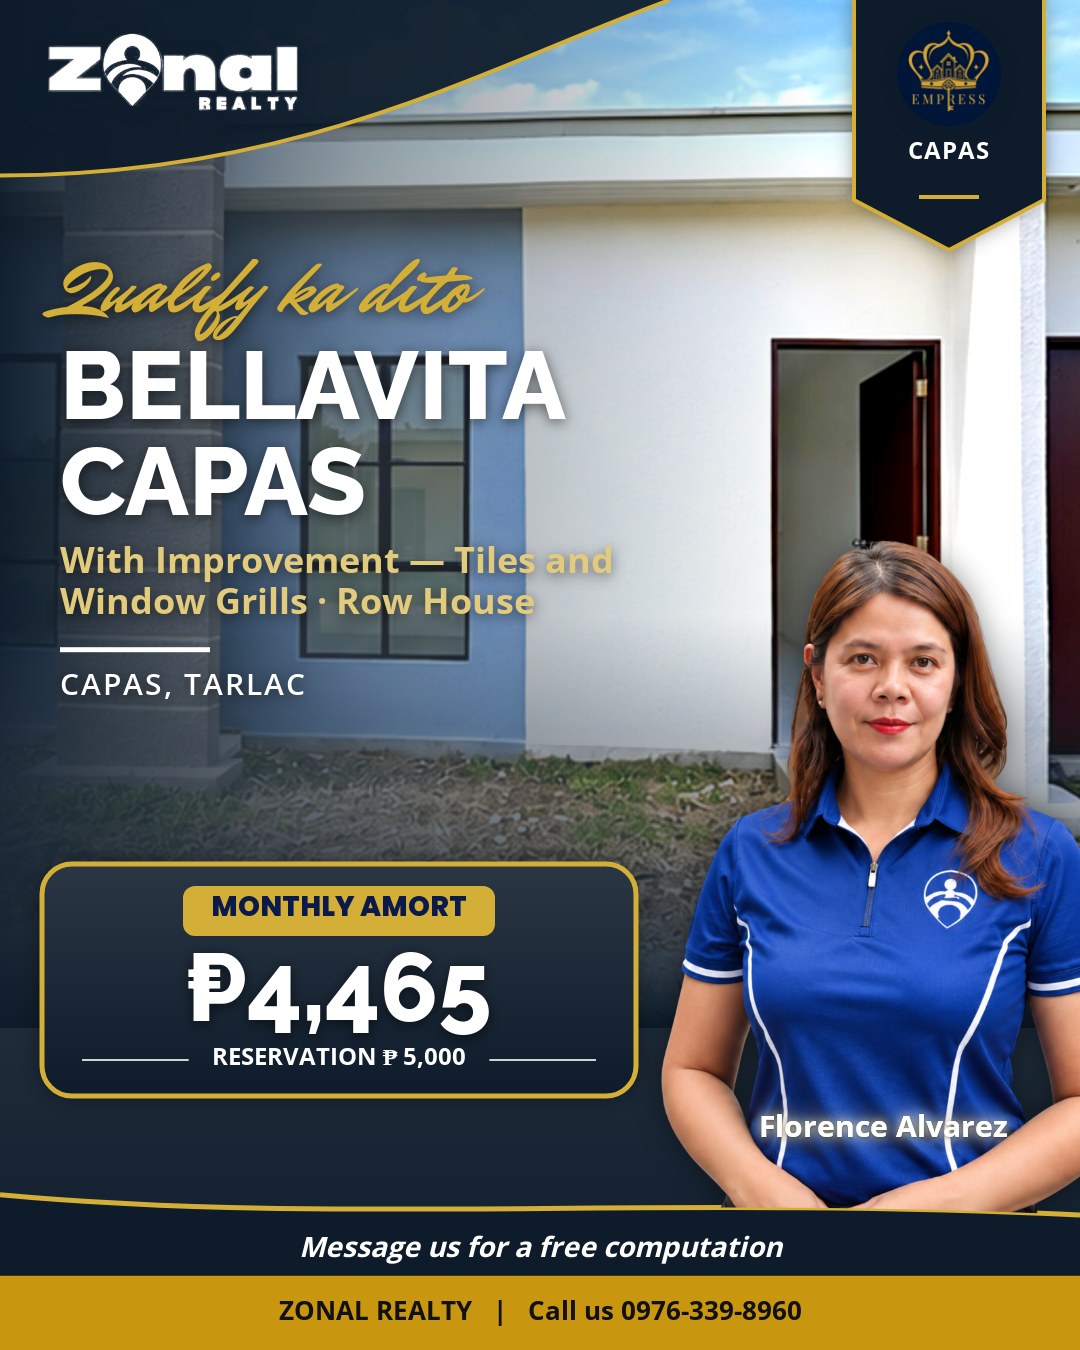 Zonal
REALTY
EMPRESS
CAPAS
Qualify ka dito
BELLAVITA
CAPAS
With Improvement — Tiles and
Window Grills · Row House
CAPAS, TARLAC
MONTHLY AMORT
₱4,465
RESERVATION ₱ 5,000
Florence Alvarez
Message us for a free computation
ZONAL REALTY | Call us 0976-339-8960